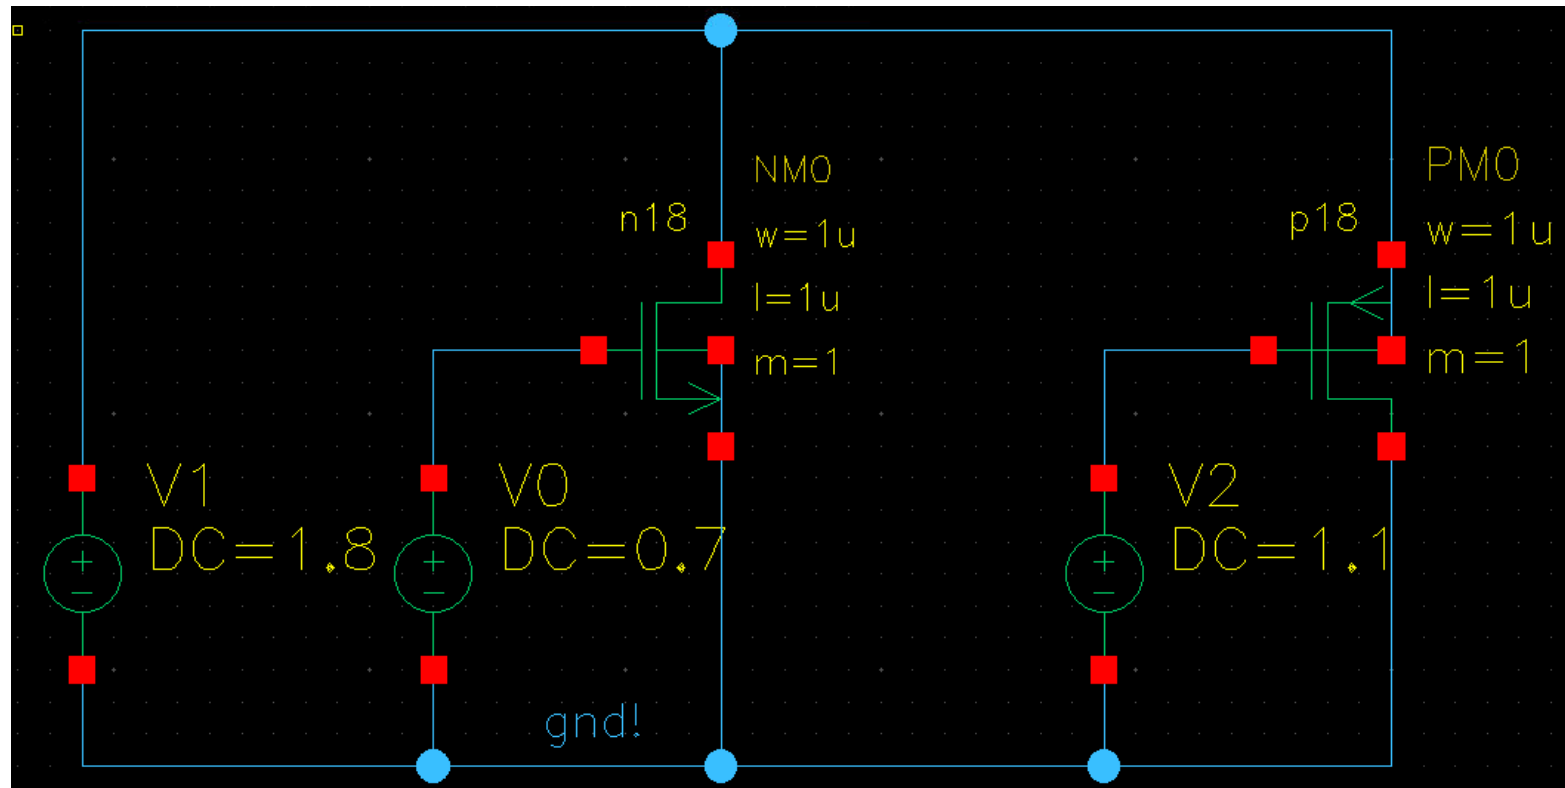 NM0
n18
w=1u
l=1u
m=1
PM0
p18
w=1u
l=1u
m=1
V1
DC=1.8
V0
DC=0.7
V2
DC=1.1
gnd!